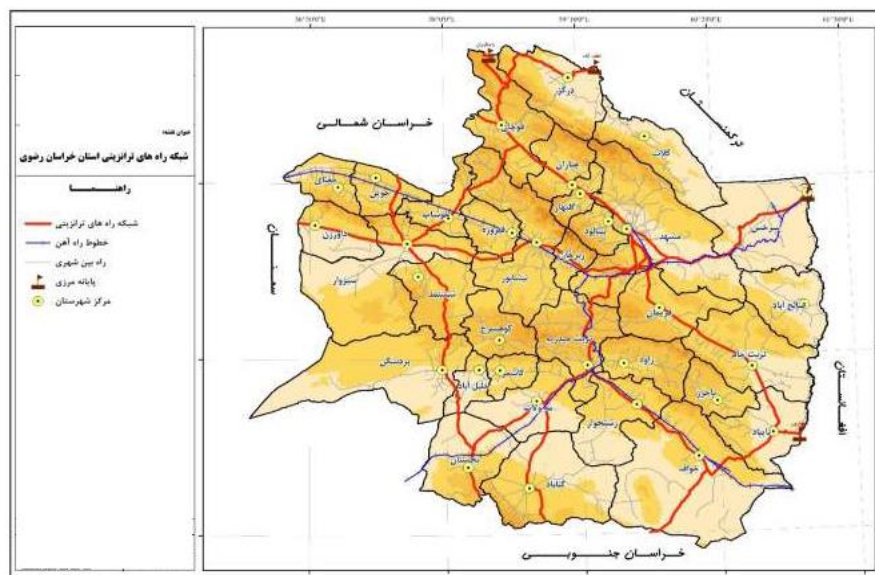 عنوان نقشه:
شبکه راه های ترانزیتی استان خراسان رضوی
راهنما
شبکه راه های ترانزیتی
خطوط راه آهن
راه بین شهری
پایانه مرزی
مرکز شهرستان
خراسان شمالی
ترکمنستان
سمنان
افغانستان
خراسان جنوبی
درگز
قوچان
کلات
چناران
گلبهار
بینالود
مشهد
سرخس
جغتای
جوین
خوشاب
داورزن
فیروزه
زبرخان
نیشابور
سبزوار
ششتمد
فریمان
صالح آباد
کوهسرخ
تربت حیدریه
بردسکن
خلیل آباد
کاشمر
زاوه
تربت جام
باخرز
مه ولات
رشتخوار
تایباد
خواف
بجستان
گناباد